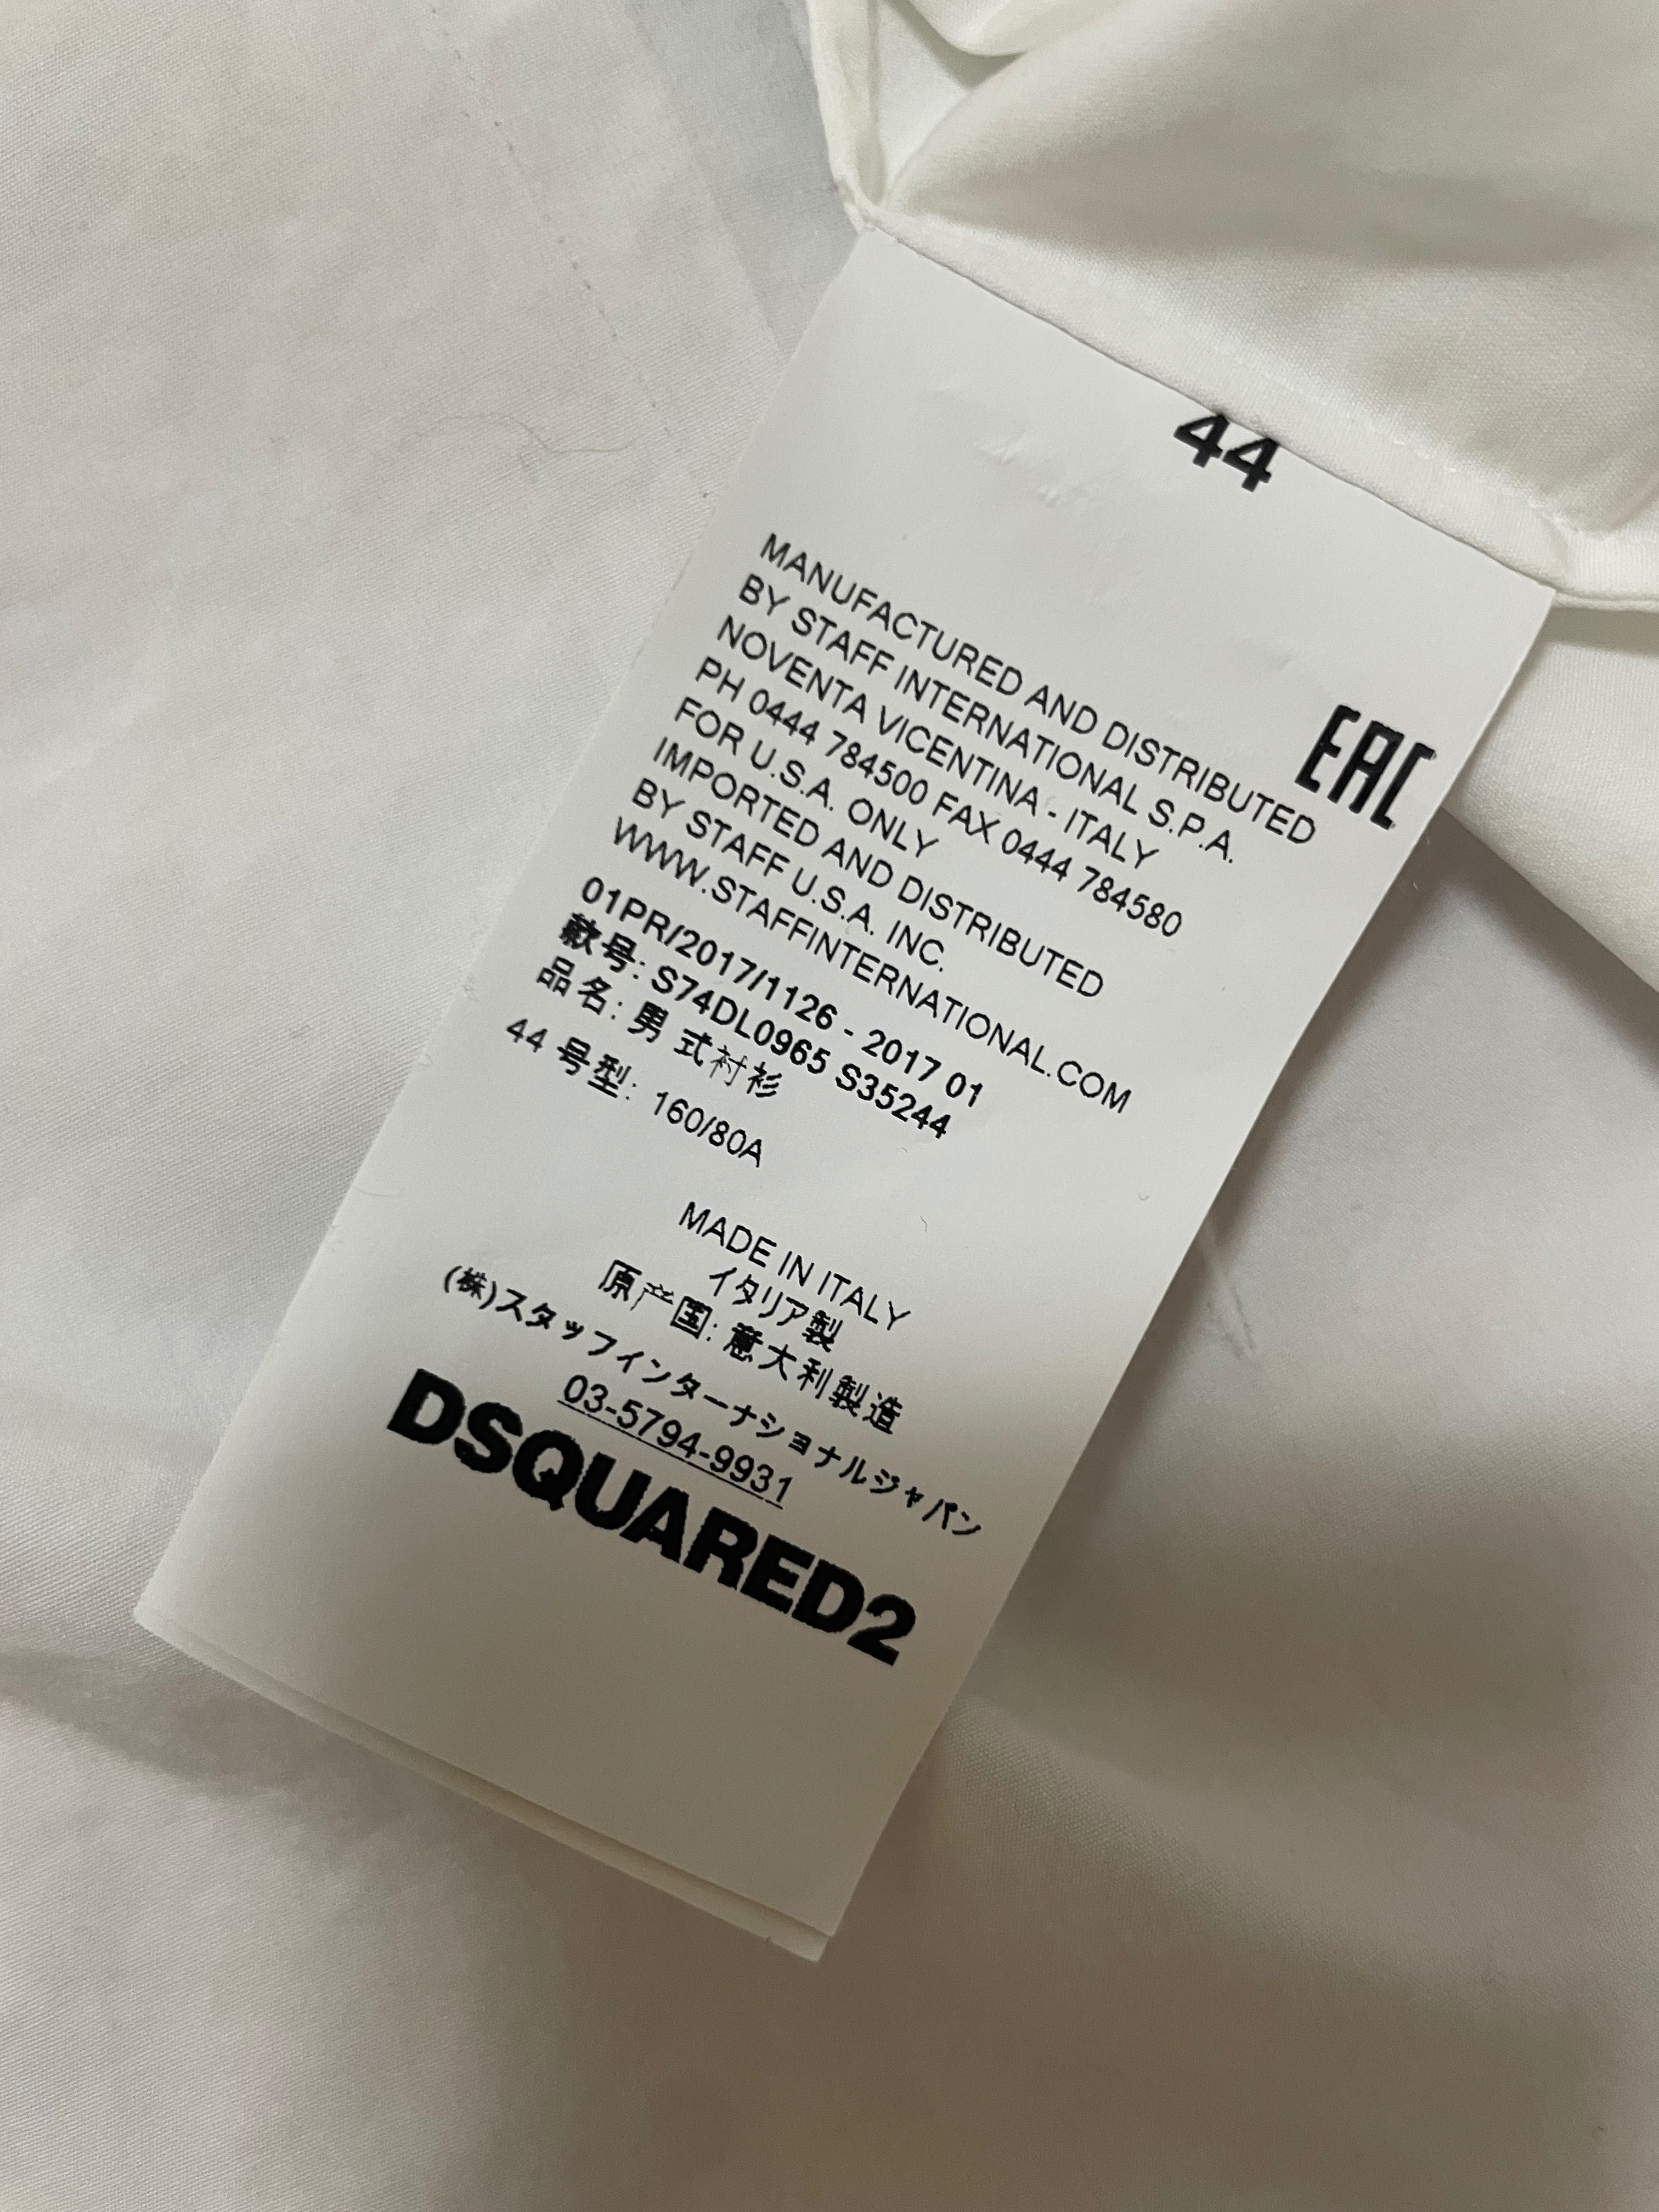 44
EAC
MANUFACTURED AND DISTRIBUTED
BY STAFF INTERNATIONAL S.P.A.
NOVENTA VICENTINA - ITALY
PH 0444 784500 FAX 0444 784580
FOR U.S.A. ONLY
IMPORTED AND DISTRIBUTED
BY STAFF U.S.A. INC.
WWW.STAFFINTERNATIONAL.COM
01PR/2017/1126 - 2017 01
款号: S74DL0965 S35244
品名: 男 式衬衫
44 号型: 160/80A
MADE IN ITALY
イタリア製
原产国: 意大利製造
(株)スタッフインターナショナルジャパン
03-5794-9931
DSQUARED2